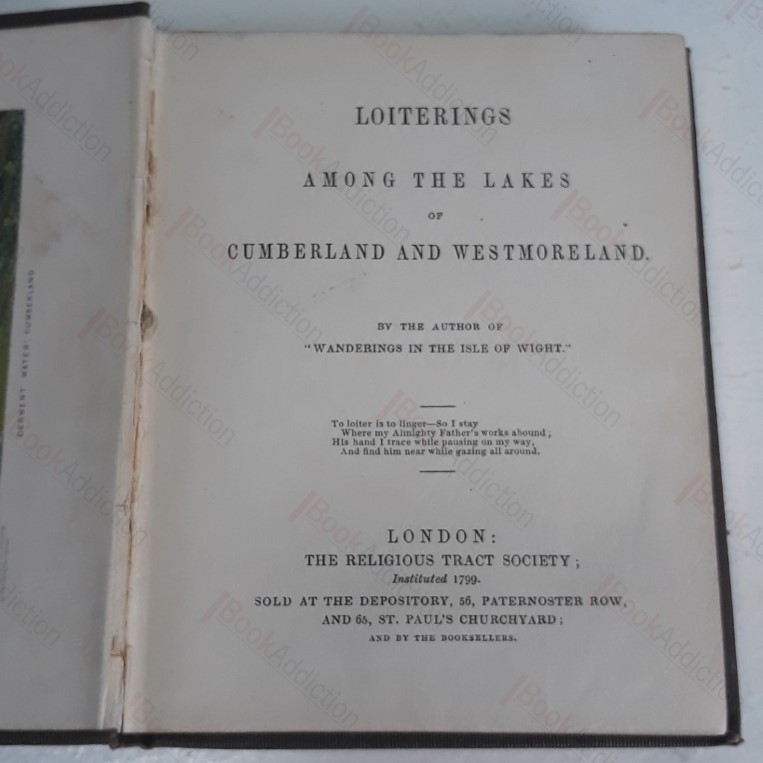 DERWENT WATER CUMBERLAND
LOITERINGS
AMONG THE LAKES
OF
CUMBERLAND AND WESTMORELAND.
BY THE AUTHOR OF
"WANDERINGS IN THE ISLE OF WIGHT."
To loiter is to linger—So I stay
Where my Almighty Father's works abound;
His hand I trace while pausing on my way,
And find him near while gazing all around.
LONDON:
THE RELIGIOUS TRACT SOCIETY;
Instituted 1799.
SOLD AT THE DEPOSITORY, 56, PATERNOSTER ROW,
AND 65, ST. PAUL'S CHURCHYARD;
AND BY THE BOOKSELLERS.
BookAddiction